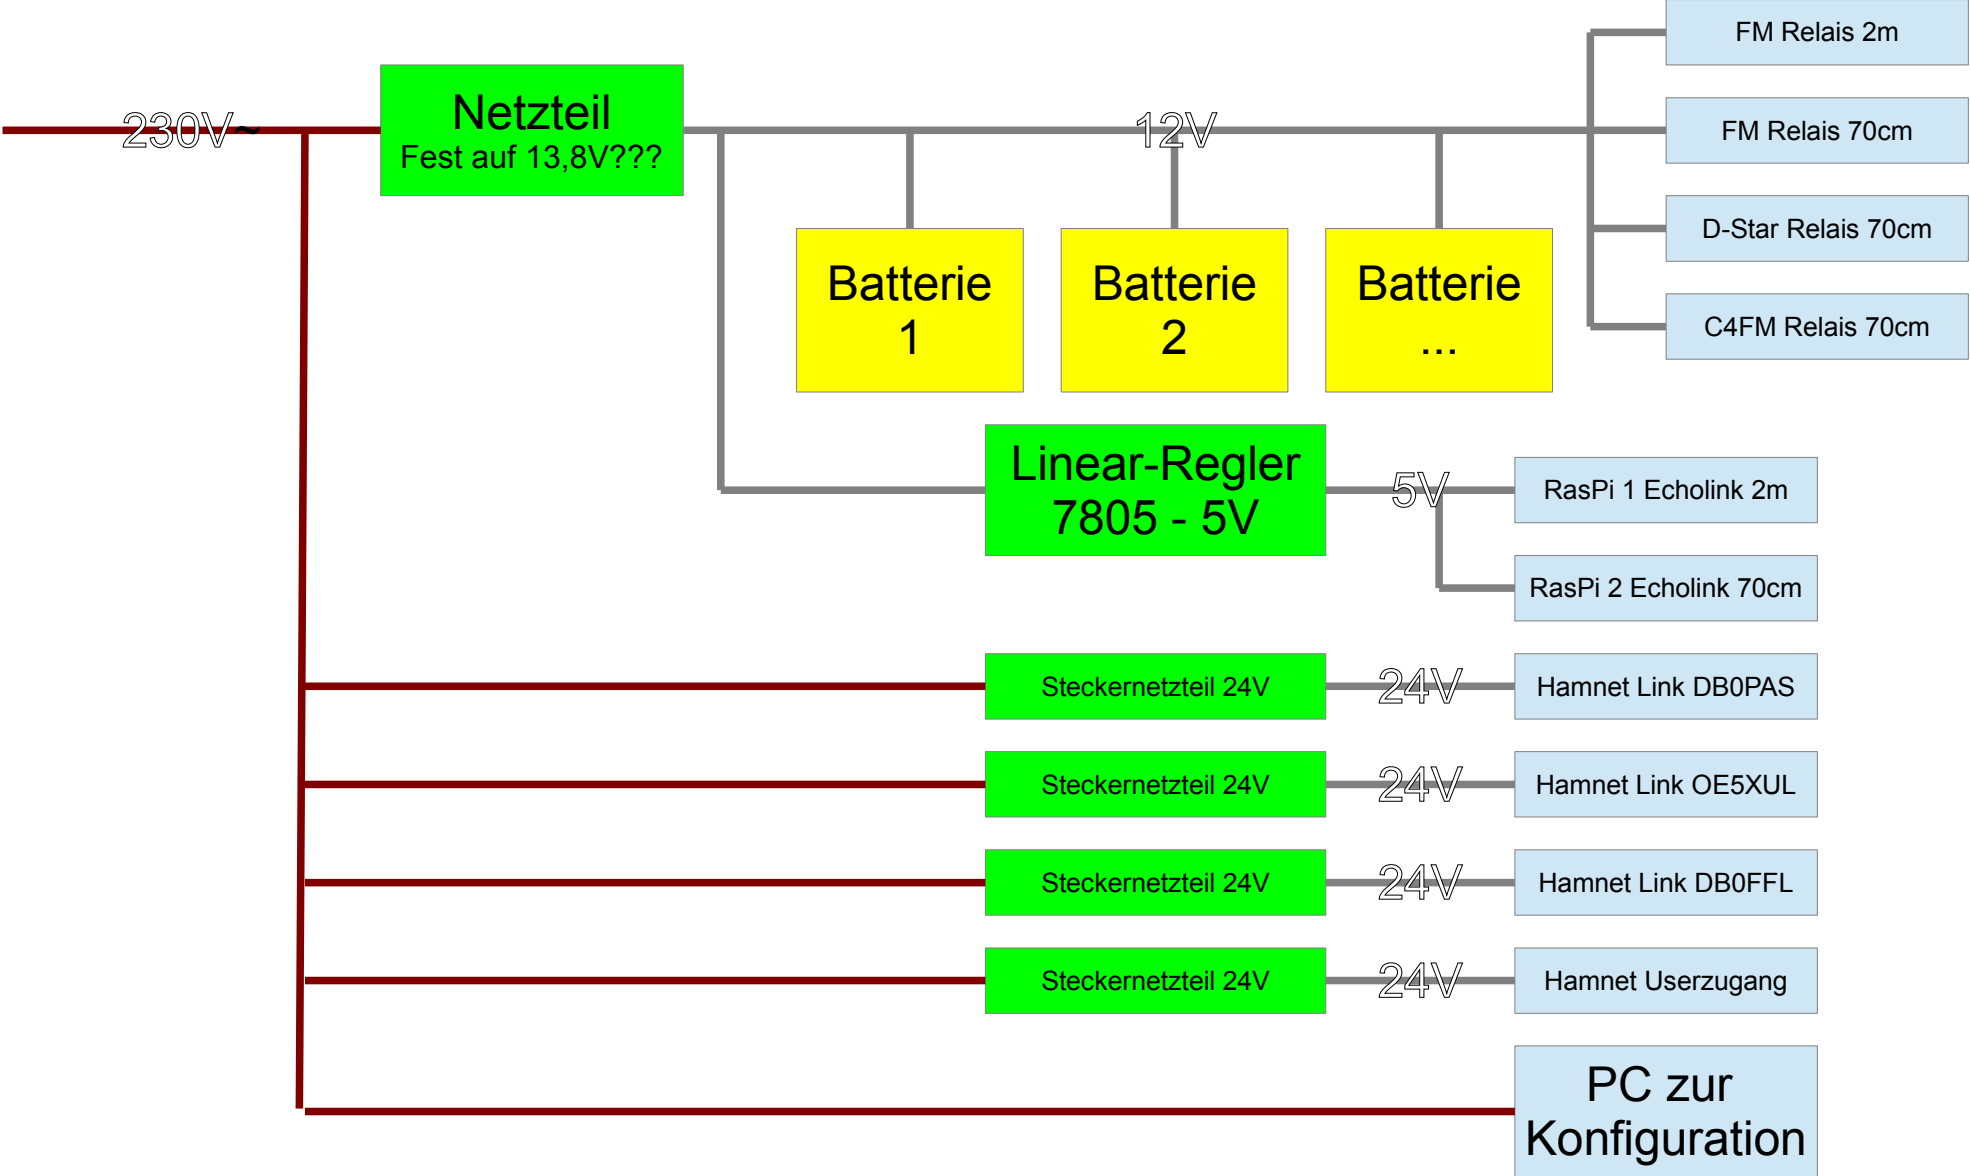 FM Relais 2m
230V~
Netzteil
Fest auf 13,8V???
12V
FM Relais 70cm
D-Star Relais 70cm
Batterie
1
Batterie
2
Batterie
...
C4FM Relais 70cm
Linear-Regler
7805 - 5V
5V
RasPi 1 Echolink 2m
RasPi 2 Echolink 70cm
Steckernetzteil 24V
24V
Hamnet Link DB0PAS
Steckernetzteil 24V
24V
Hamnet Link OE5XUL
Steckernetzteil 24V
24V
Hamnet Link DB0FFL
Steckernetzteil 24V
24V
Hamnet Userzugang
PC zur
Konfiguration